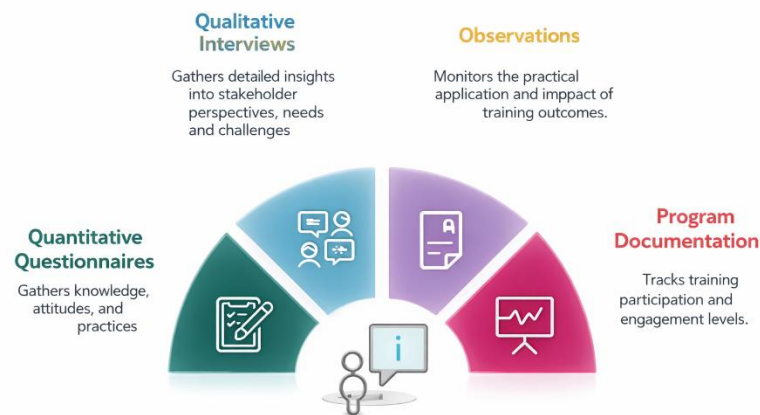 Qualitative
Interviews
Gathers detailed insights
into stakeholder
perspectives, needs
and challenges
Observations
Monitors the practical
application and imppact of
training outcomes.
Quantitative
Questionnaires
Gathers knowledge,
attitudes, and
practices
Program
Documentation
Tracks training
participation and
engagement levels.
A
i